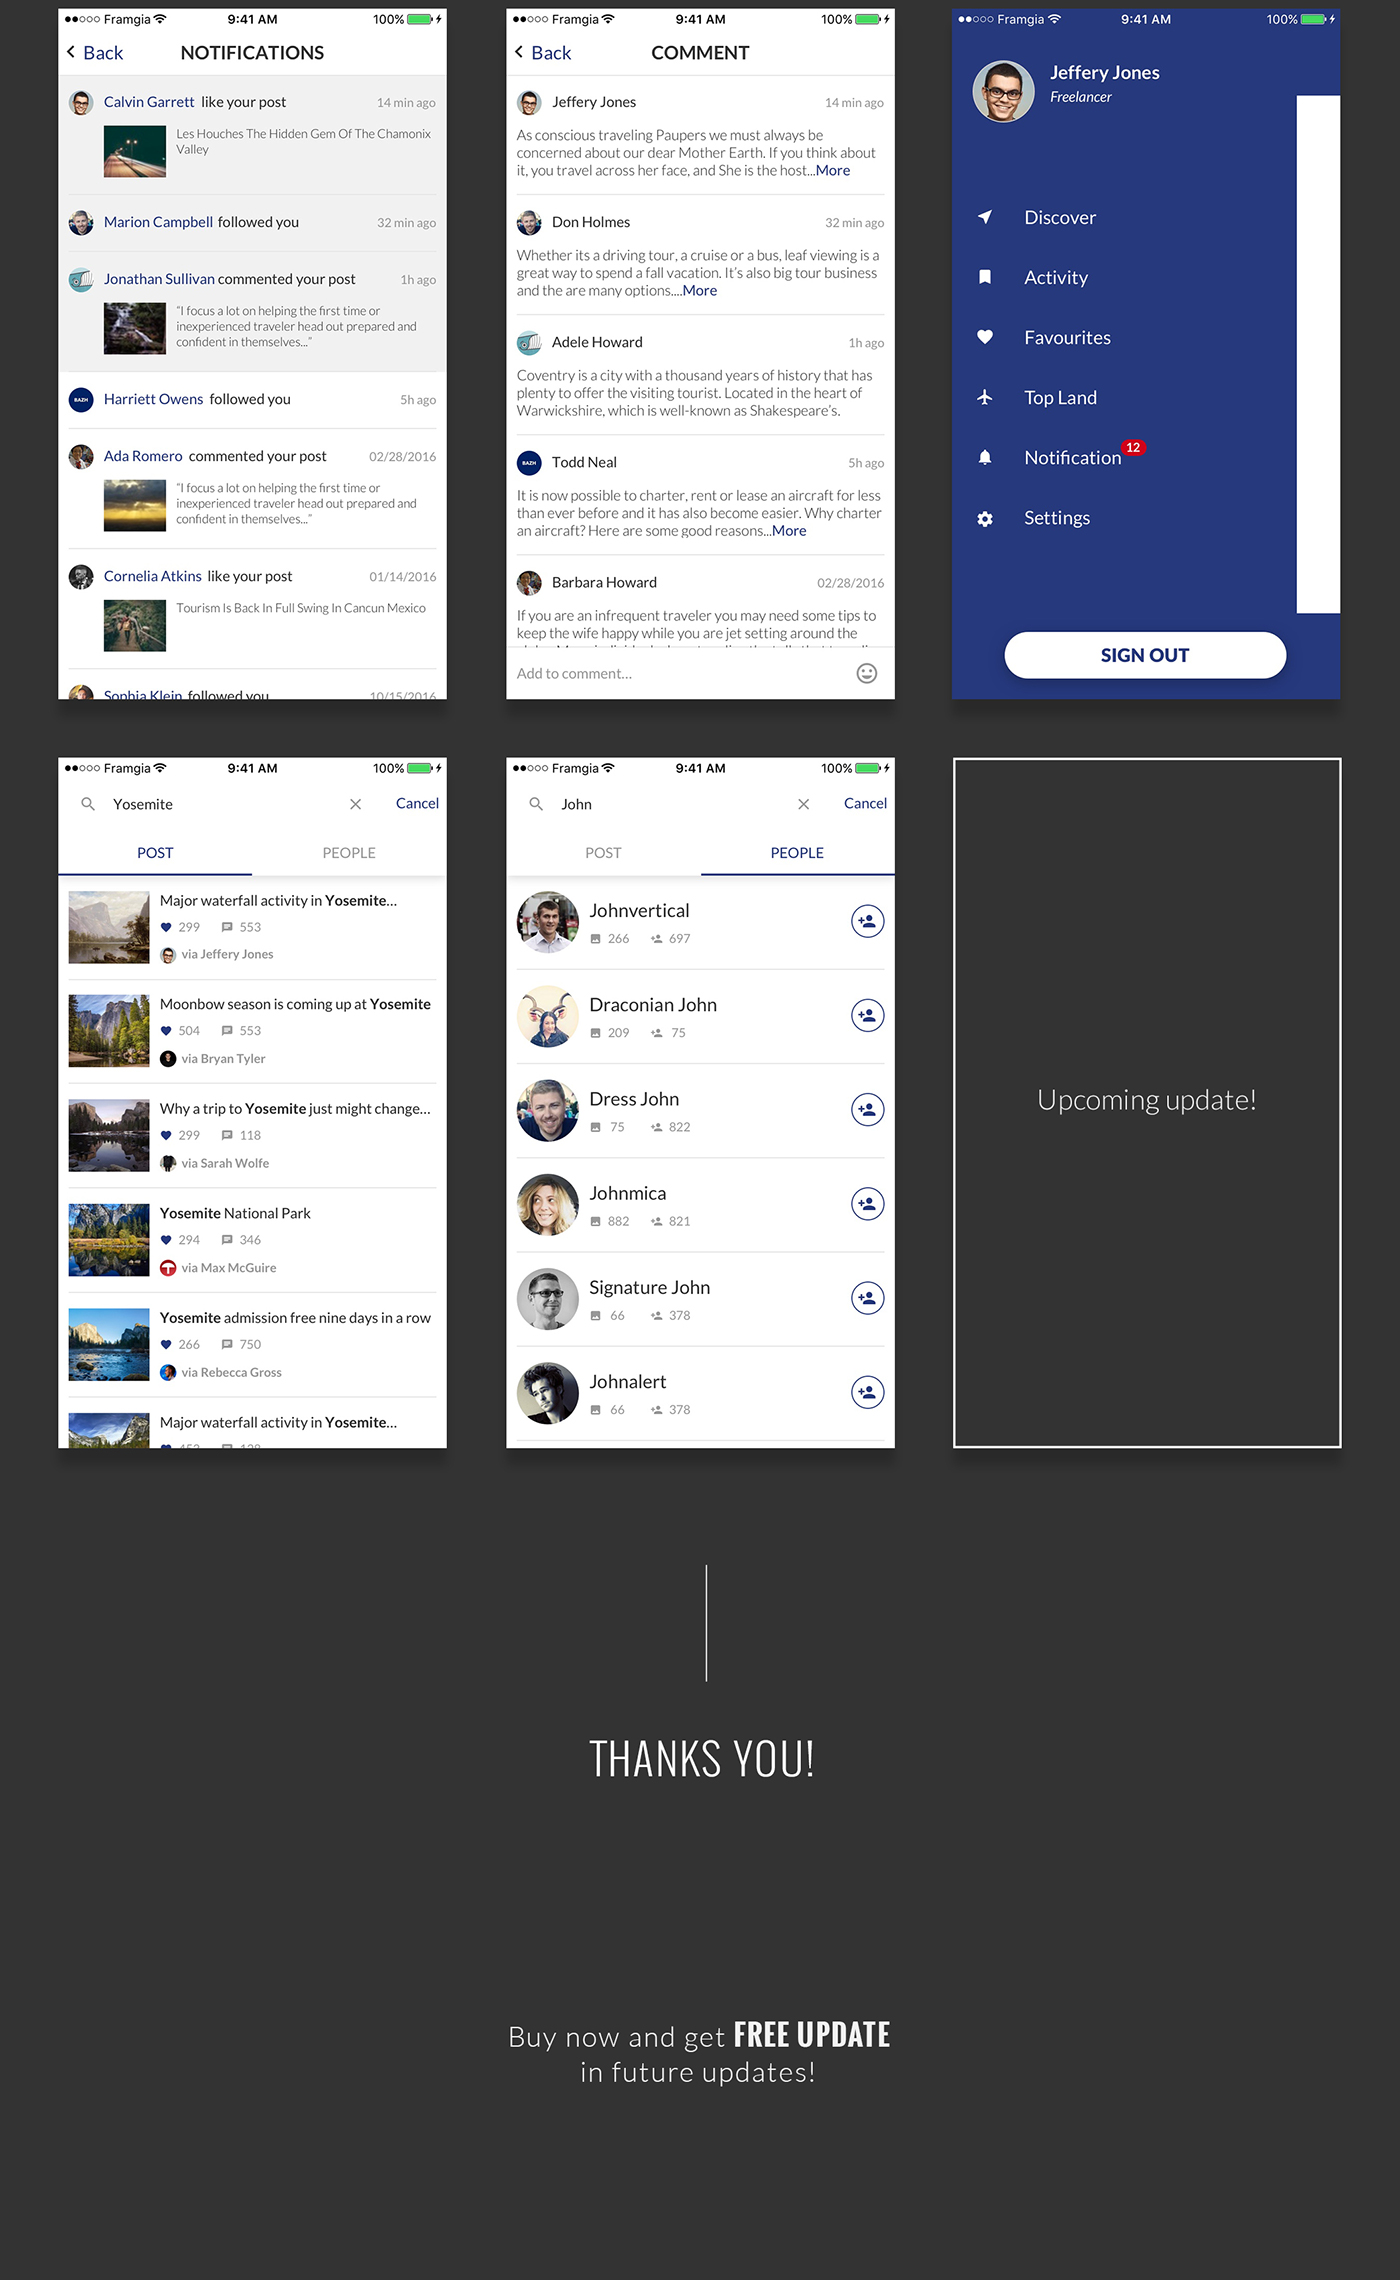 Framgia 9:41 AM 100%
Back NOTIFICATIONS
Calvin Garrett like your post 14 min ago
Les Houches The Hidden Gem Of The Chamonix
Valley
Marion Campbell followed you 32 min ago
Jonathan Sullivan commented your post 1h ago
“I focus a lot on helping the first time or
inexperienced traveler head out prepared and
confident in themselves...”
BAZH
Harriett Owens followed you 5h ago
Ada Romero commented your post 02/28/2016
“I focus a lot on helping the first time or
inexperienced traveler head out prepared and
confident in themselves...”
Cornelia Atkins like your post 01/14/2016
Tourism Is Back In Full Swing In Cancun Mexico
Sophia Klein followed you 10/15/2016
Framgia 9:41 AM 100%
Back COMMENT
Jeffery Jones 14 min ago
As conscious traveling Paupers we must always be
concerned about our dear Mother Earth. If you think about
it, you travel across her face, and She is the host...More
Don Holmes 32 min ago
Whether its a driving tour, a cruise or a bus, leaf viewing is a
great way to spend a fall vacation. It’s also big tour business
and the are many options....More
Adele Howard 1h ago
Coventry is a city with a thousand years of history that has
plenty to offer the visiting tourist. Located in the heart of
Warwickshire, which is well-known as Shakespeare’s.
BAZH
Todd Neal 5h ago
It is now possible to charter, rent or lease an aircraft for less
than ever before and it has also become easier. Why charter
an aircraft? Here are some good reasons...More
Barbara Howard 02/28/2016
If you are an infrequent traveler you may need some tips to
keep the wife happy while you are jet setting around the
Add to comment...
Framgia 9:41 AM 100%
Jeffery Jones
Freelancer
Discover
Activity
Favourites
Top Land
Notification 12
Settings
SIGN OUT
Framgia 9:41 AM 100%
Yosemite Cancel
POST PEOPLE
Major waterfall activity in Yosemite...
299 553
via Jeffery Jones
Moonbow season is coming up at Yosemite
504 553
via Bryan Tyler
Why a trip to Yosemite just might change...
299 118
via Sarah Wolfe
Yosemite National Park
294 346
via Max McGuire
Yosemite admission free nine days in a row
266 750
via Rebecca Gross
Major waterfall activity in Yosemite...
Framgia 9:41 AM 100%
John Cancel
POST PEOPLE
Johnvertical
266 697
Draconian John
209 75
Dress John
75 822
Johnmica
882 821
Signature John
66 378
Johnalert
66 378
Upcoming update!
THANKS YOU!
Buy now and get FREE UPDATE
in future updates!